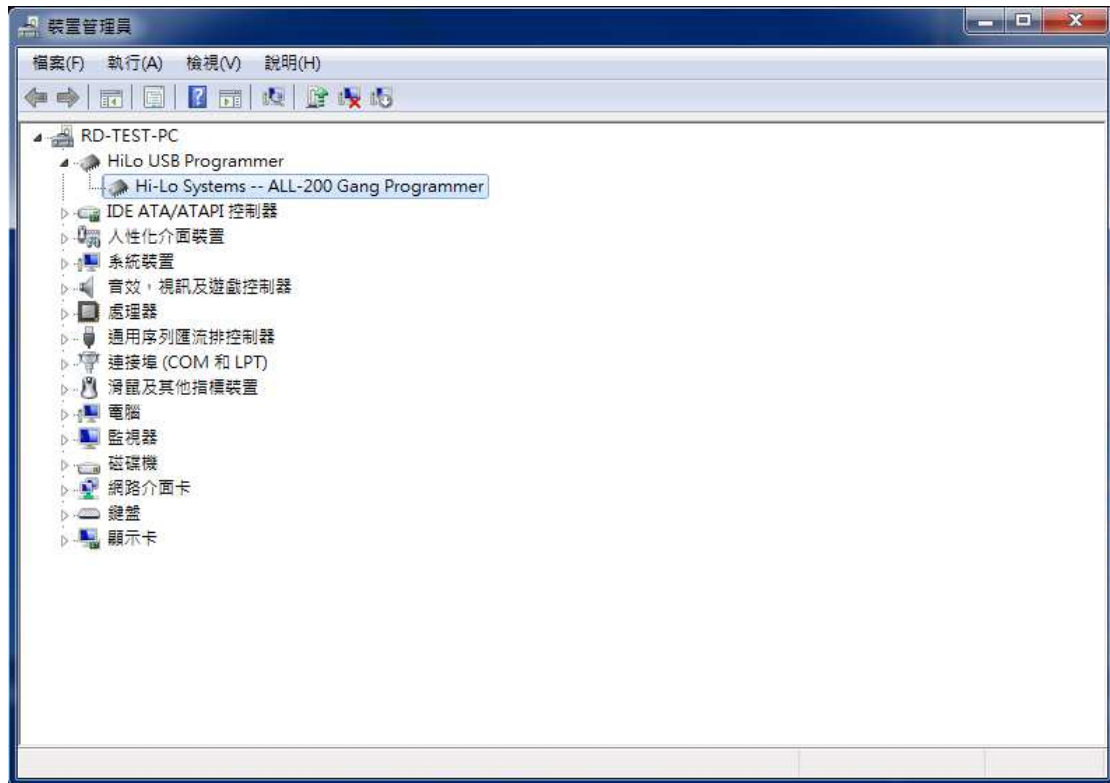 裝置管理員
檔案(F) 執行(A) 檢視(V) 說明(H)
RD-TEST-PC
HiLo USB Programmer
Hi-Lo Systems -- ALL-200 Gang Programmer
IDE ATA/ATAPI 控制器
人性化介面裝置
系統裝置
音效，視訊及遊戲控制器
處理器
通用序列匯流排控制器
連接埠 (COM 和 LPT)
滑鼠及其他指標裝置
電腦
監視器
磁碟機
網路介面卡
鍵盤
顯示卡